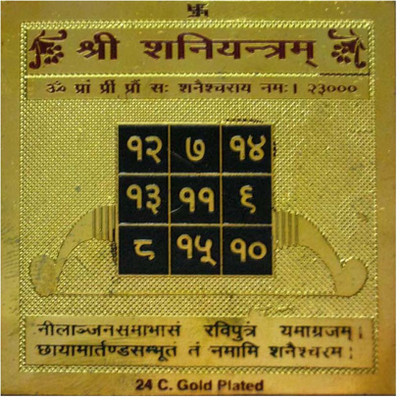 श्री शनियन्त्रम्
ॐ प्रां प्रीं प्रौं सः शनैश्चराय नमः। २३०००
१२ ७ १४
१३ ११ ९
८ १५ १०
नीलाञ्जनसमाभासं रविपुत्रं यमाग्रजम्।
छायामार्तण्डसम्भूतं तं नमामि शनैश्चरम्॥
24 C. Gold Plated